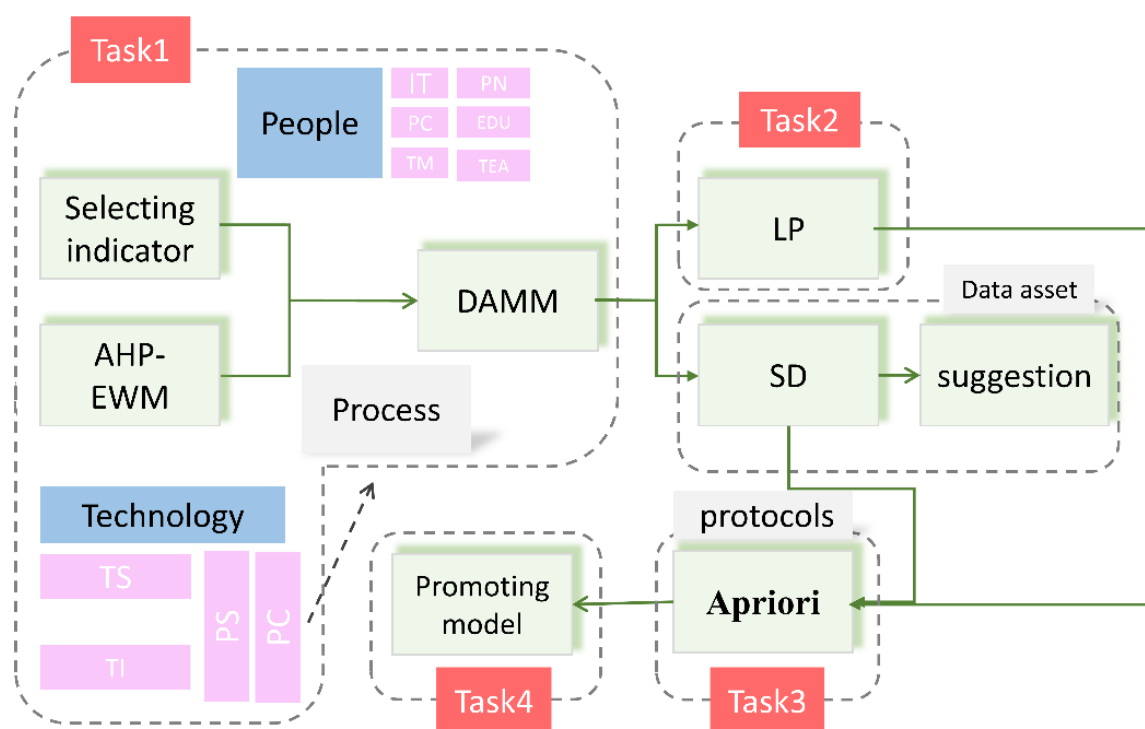 Task1
People
IT
PN
PC
EDU
TM
TEA
Selecting
indicator
AHP-
EWM
DAMM
Process
Technology
TS
TI
PS
PC
Task2
LP
Data asset
SD
suggestion
protocols
Apriori
Task3
Promoting
model
Task4